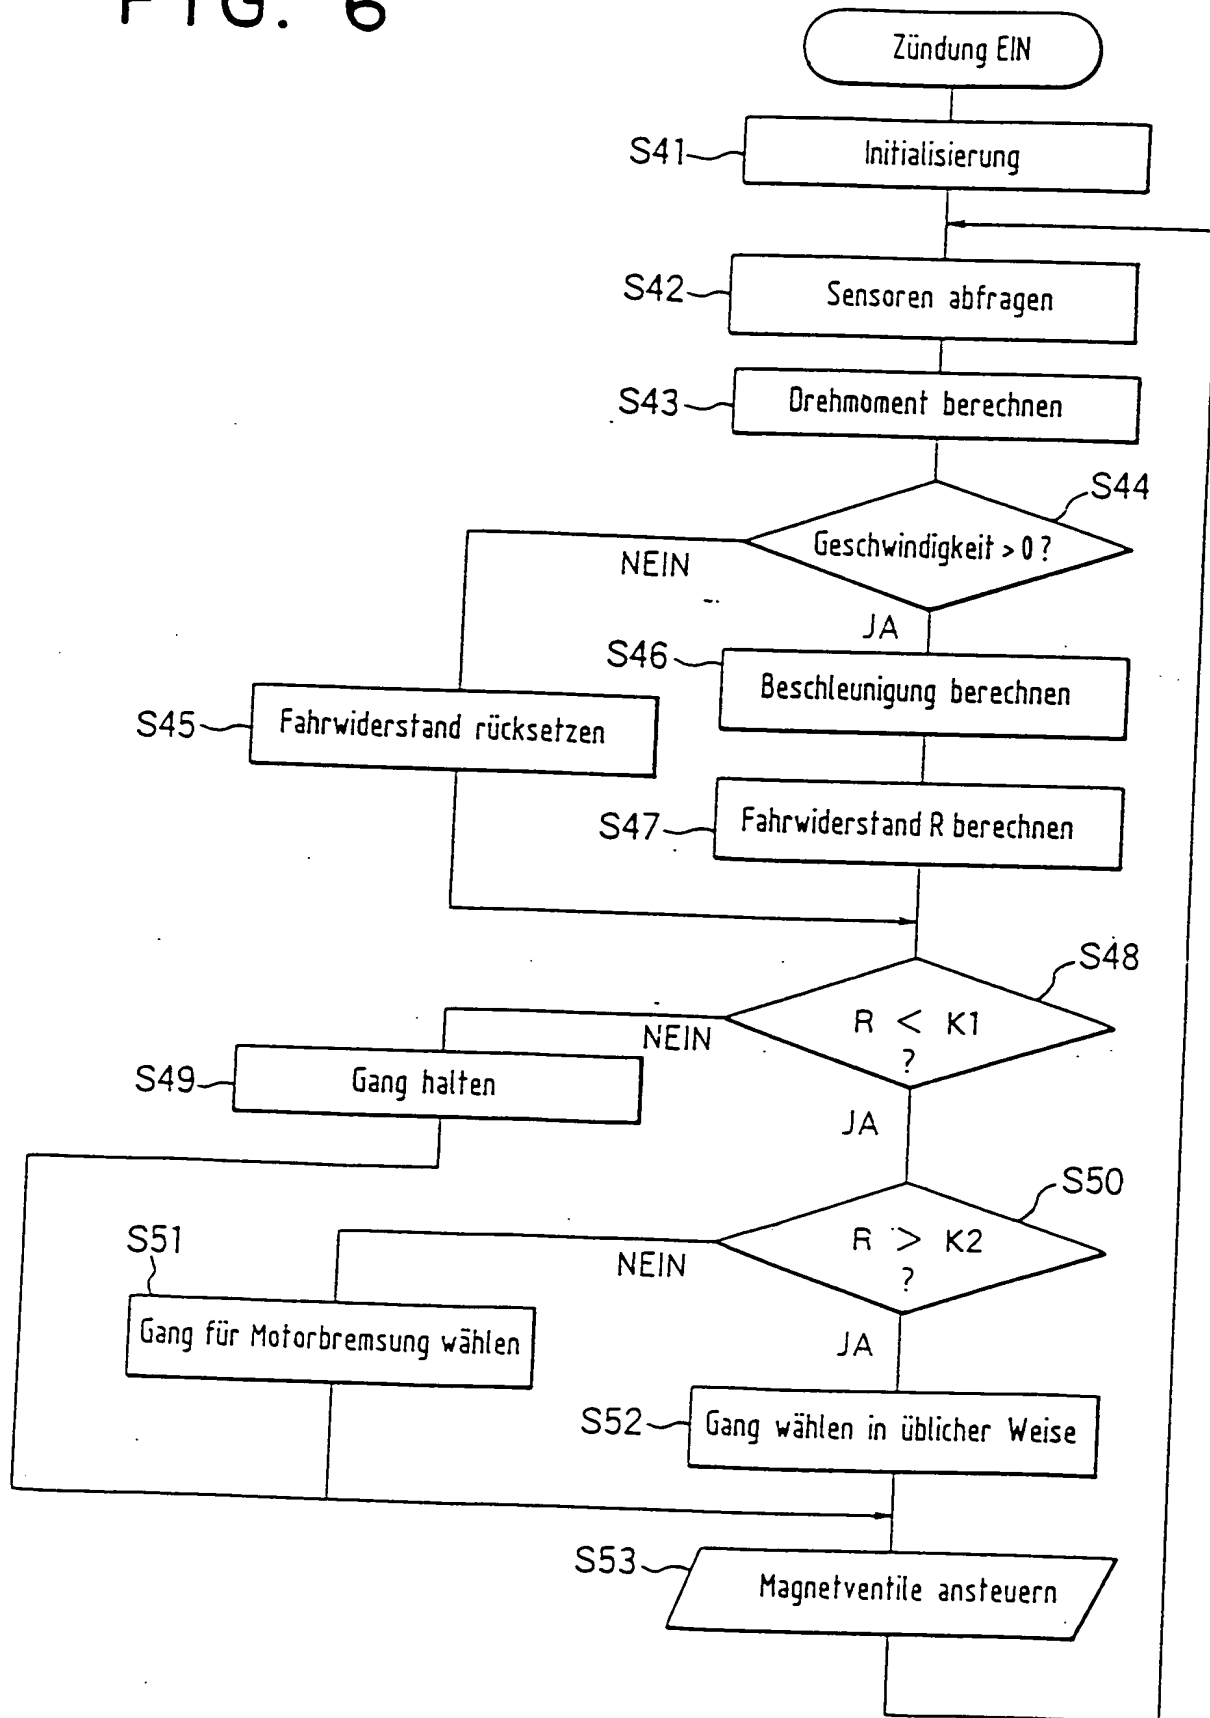 FIG. 6
Zündung EIN
S41
Initialisierung
S42
Sensoren abfragen
S43
Drehmoment berechnen
S44
Geschwindigkeit > 0 ?
NEIN
JA
S46
Beschleunigung berechnen
S45
Fahrwiderstand rücksetzen
S47
Fahrwiderstand R berechnen
S48
R < K1
?
NEIN
S49
Gang halten
JA
S50
R > K2
?
S51
NEIN
Gang für Motorbremsung wählen
JA
S52
Gang wählen in üblicher Weise
S53
Magnetventile ansteuern